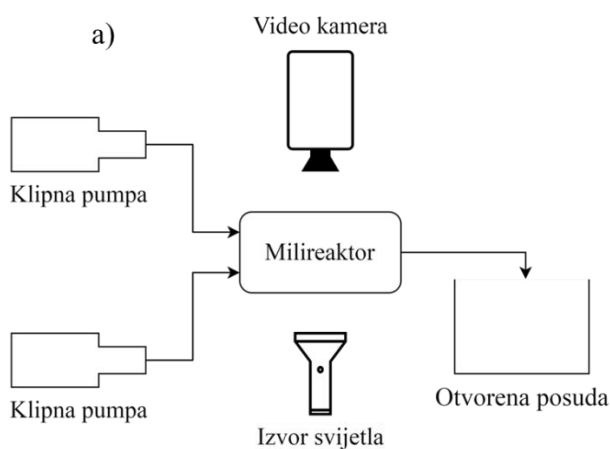 a)
Video kamera
Klipna pumpa
Milireaktor
Klipna pumpa
Otvorena posuda
Izvor svijetla